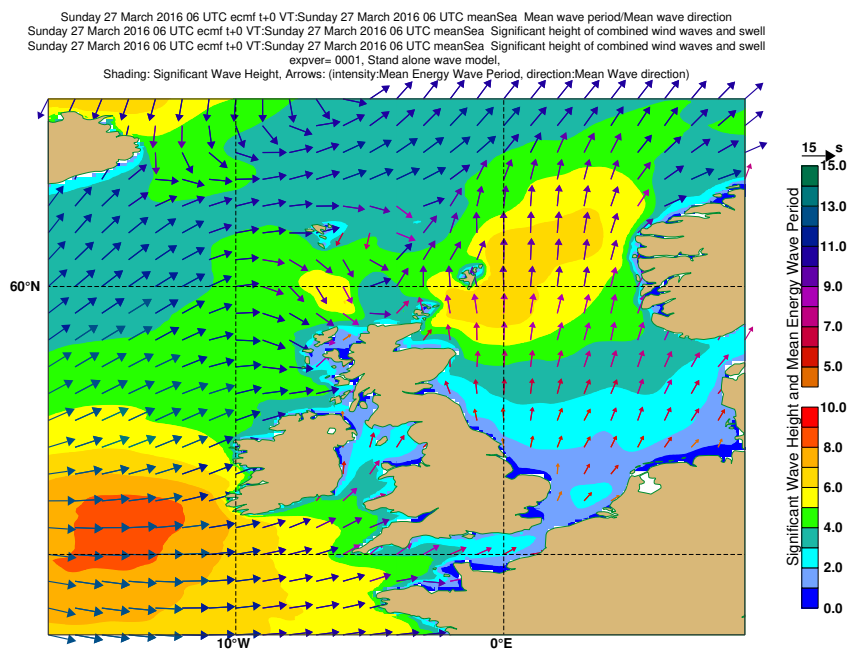 Sunday 27 March 2016 06 UTC ecmf t+0 VT:Sunday 27 March 2016 06 UTC meanSea Mean wave period/Mean wave direction
Sunday 27 March 2016 06 UTC ecmf t+0 VT:Sunday 27 March 2016 06 UTC meanSea Significant height of combined wind waves and swell
Sunday 27 March 2016 06 UTC ecmf t+0 VT:Sunday 27 March 2016 06 UTC meanSea Significant height of combined wind waves and swell
expver= 0001, Stand alone wave model,
Shading: Significant Wave Height, Arrows: (intensity:Mean Energy Wave Period, direction:Mean Wave direction)
60°N
10°W
0°E
15 s
15.0
13.0
11.0
9.0
7.0
5.0
10.0
8.0
6.0
4.0
2.0
0.0
Significant Wave Height and Mean Energy Wave Period